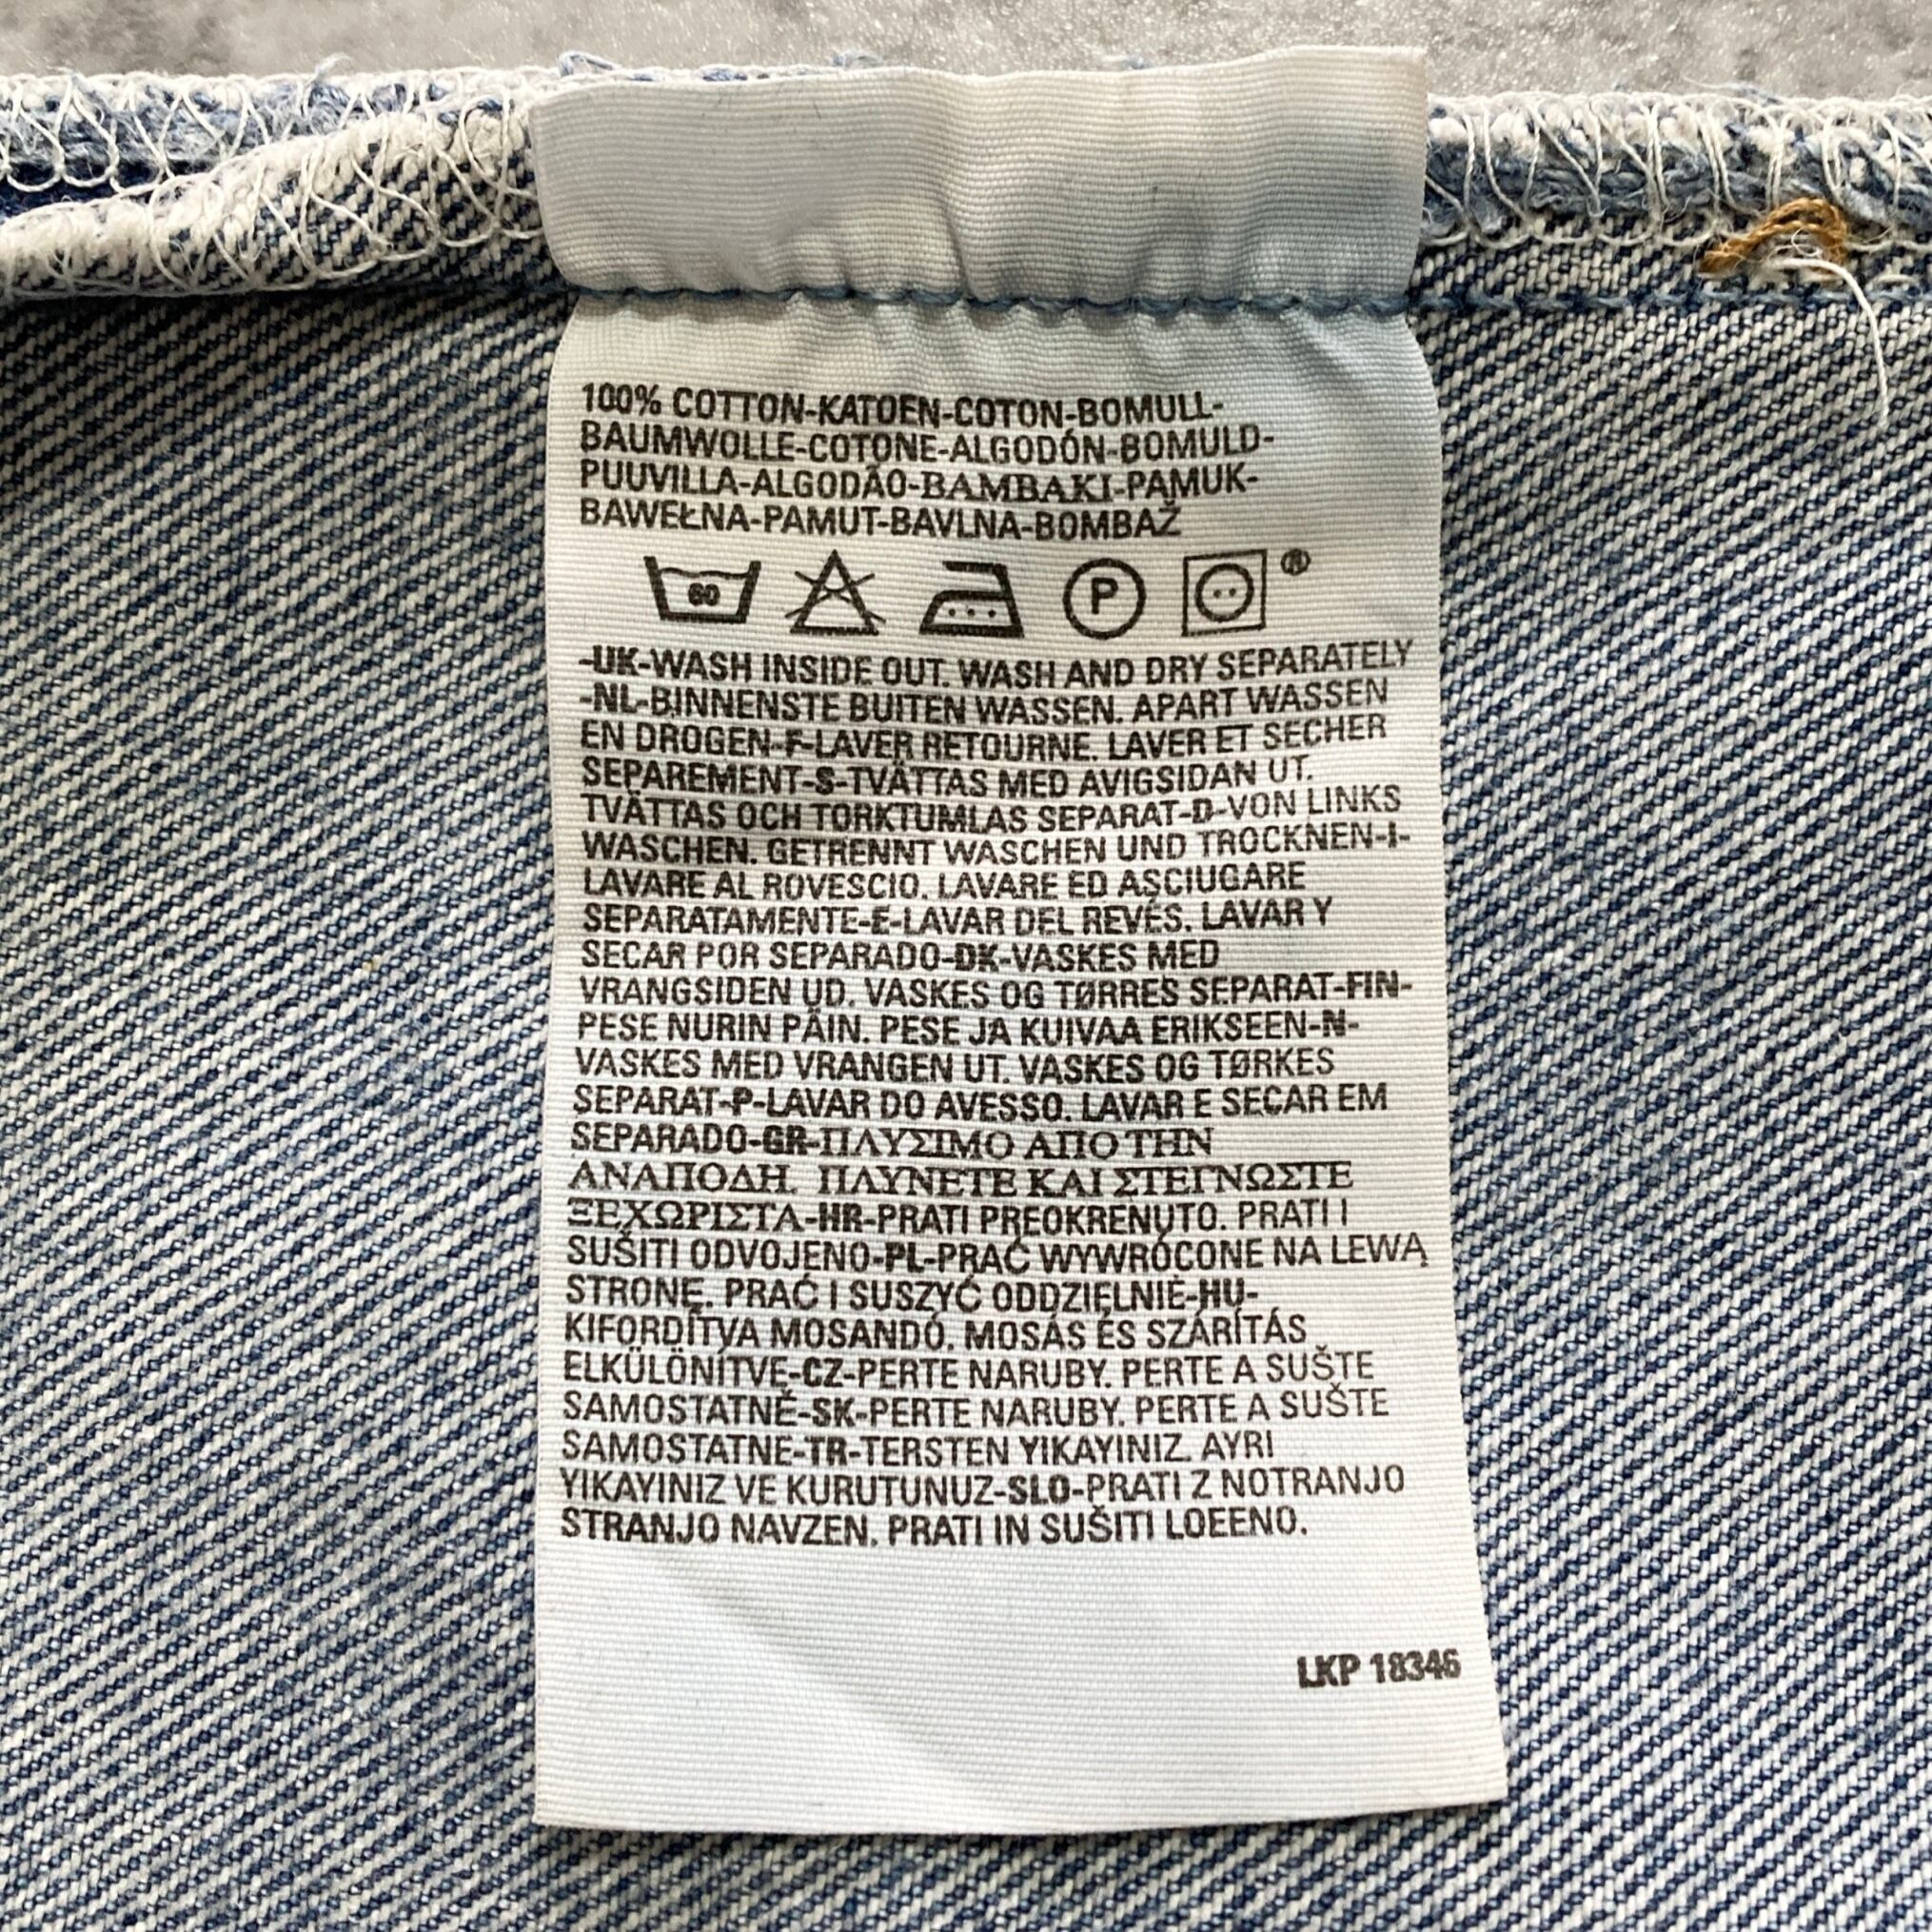 100% COTTON-KATOEN-COTON-BOMULL-
BAUMWOLLE-COTONE-ALGODÓN-BOMULD-
PUUVILLA-ALGODÃO-BAMBAKI-PAMUK-
BAWEŁNA-PAMUT-BAVLNA-BOMBAŽ
60 P ®
-UK-WASH INSIDE OUT. WASH AND DRY SEPARATELY
-NL-BINNENSTE BUITEN WASSEN. APART WASSEN
EN DROGEN-F-LAVER RETOURNE. LAVER ET SECHER
SEPAREMENT-S-TVÄTTAS MED AVIGSIDAN UT.
TVÄTTAS OCH TORKTUMLAS SEPARAT-D-VON LINKS
WASCHEN. GETRENNT WASCHEN UND TROCKNEN-I-
LAVARE AL ROVESCIO. LAVARE ED ASCIUGARE
SEPARATAMENTE-E-LAVAR DEL REVÉS. LAVAR Y
SECAR POR SEPARADO-DK-VASKES MED
VRANGSIDEN UD. VASKES OG TØRRES SEPARAT-FIN-
PESE NURIN PÄIN. PESE JA KUIVAA ERIKSEEN-N-
VASKES MED VRANGEN UT. VASKES OG TØRKES
SEPARAT-P-LAVAR DO AVESSO. LAVAR E SECAR EM
SEPARADO-GR-ΠΛΥΣΙΜΟ ΑΠΟ ΤΗΝ
ΑΝΑΠΟΔΗ. ΠΛΥΝΕΤΕ ΚΑΙ ΣΤΕΓΝΩΣΤΕ
ΞΕΧΩΡΙΣΤΑ-HR-PRATI PREOKRENUTO. PRATI I
SUŠITI ODVOJENO-PL-PRAĆ WYWRÓCONE NA LEWĄ
STRONĘ. PRAĆ I SUSZYĆ ODDZIELNIE-HU-
KIFORDÍTVA MOSANDÓ. MOSÁS ÉS SZÁRÍTÁS
ELKÜLÖNÍTVE-CZ-PERTE NARUBY. PERTE A SUŠTE
SAMOSTATNĚ-SK-PERTE NARUBY. PERTE A SUŠTE
SAMOSTATNE-TR-TERSTEN YIKAYINIZ. AYRI
YIKAYINIZ VE KURUTUNUZ-SLO-PRATI Z NOTRANJO
STRANJO NAVZEN. PRATI IN SUŠITI LOEENO.
LKP 18346